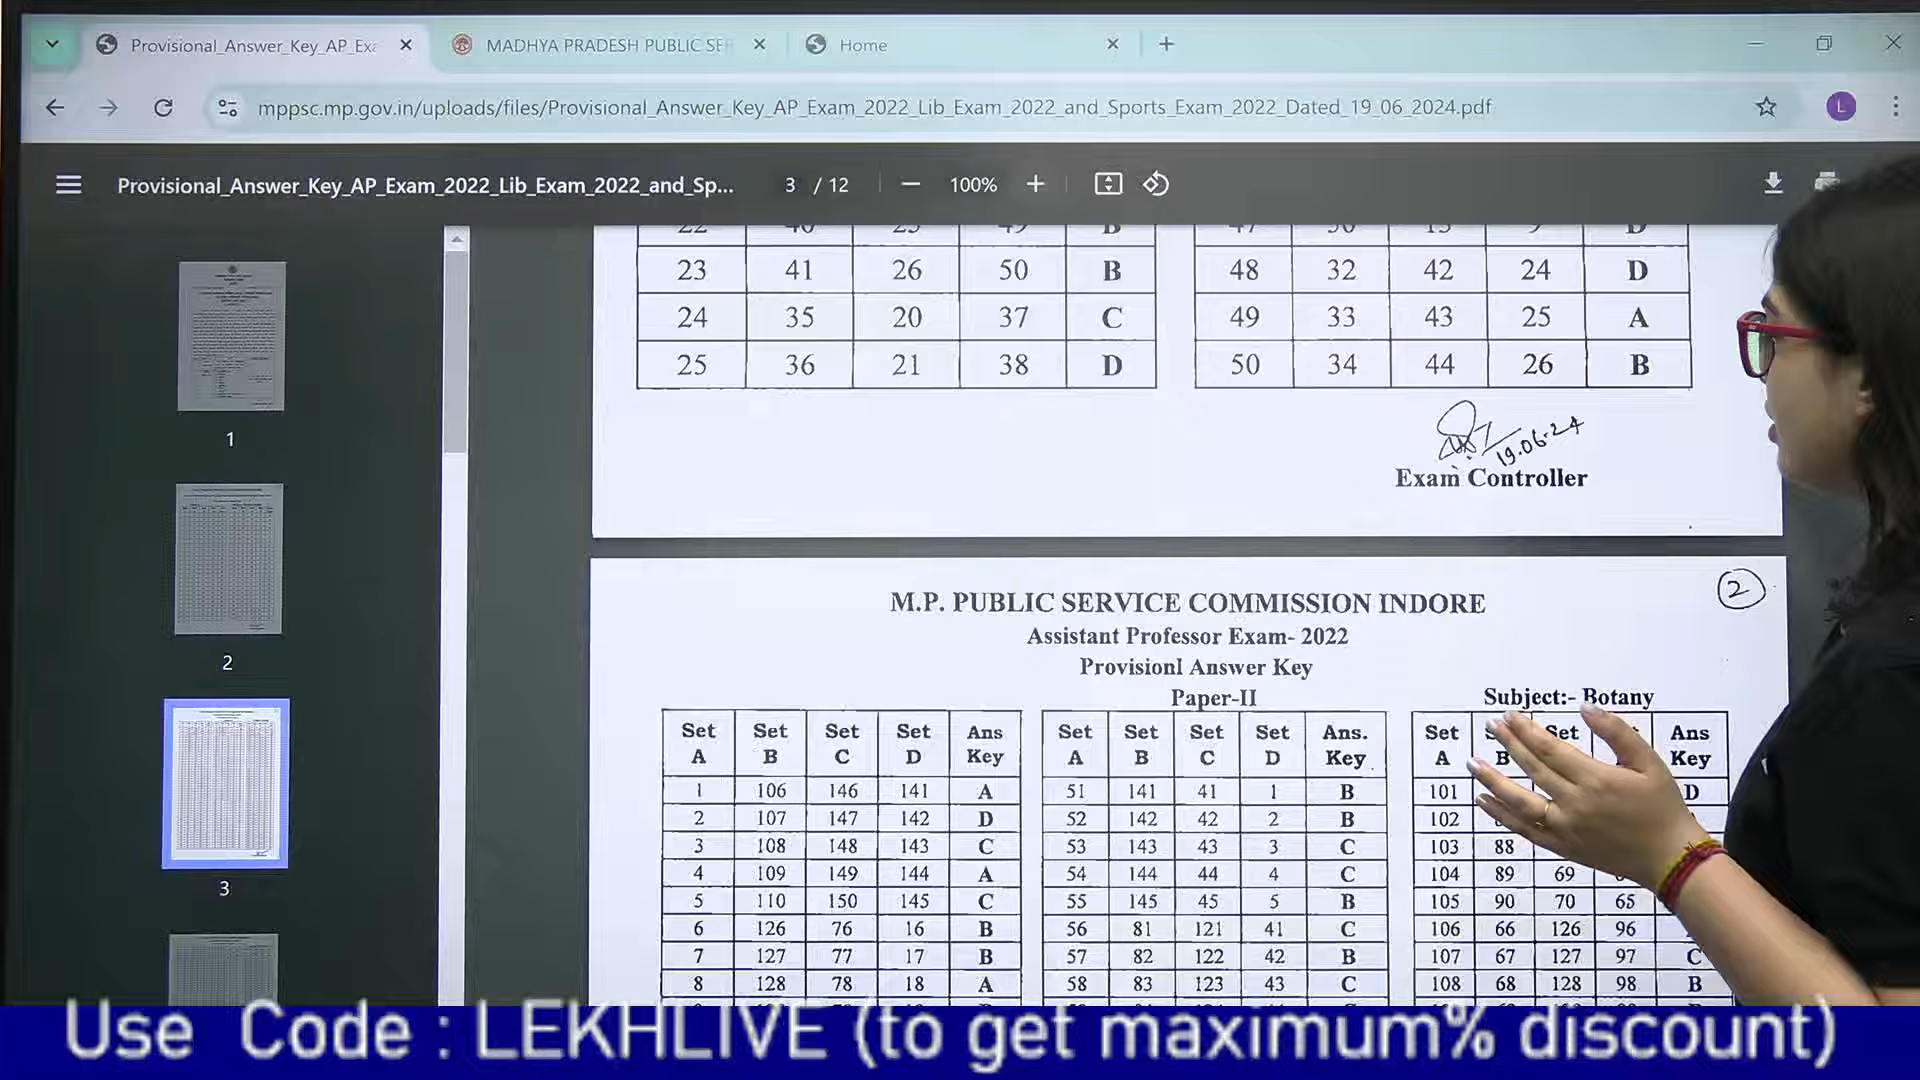 Provisional_Answer_Key_AP_Exa
MADHYA PRADESH PUBLIC SER
Home
mppsc.mp.gov.in/uploads/files/Provisional_Answer_Key_AP_Exam_2022_Lib_Exam_2022_and_Sports_Exam_2022_Dated_19_06_2024.pdf
L
Provisional_Answer_Key_AP_Exam_2022_Lib_Exam_2022_and_Sp... 3 / 12 100%
1
2
3
23 41 26 50 B 48 32 42 24 D
24 35 20 37 C 49 33 43 25 A
25 36 21 38 D 50 34 44 26 B
19.06.24
Exam Controller
2
M.P. PUBLIC SERVICE COMMISSION INDORE
Assistant Professor Exam- 2022
Provisionl Answer Key
Paper-II Subject:- Botany
Set A Set B Set C Set D Ans Key Set A Set B Set C Set D Ans. Key Set A B Set Ans Key
1 106 146 141 A 51 141 41 1 B 101 D
2 107 147 142 D 52 142 42 2 B 102
3 108 148 143 C 53 143 43 3 C 103 88
4 109 149 144 A 54 144 44 4 C 104 89 69
5 110 150 145 C 55 145 45 5 B 105 90 70 65
6 126 76 16 B 56 81 121 41 C 106 66 126 96
7 127 77 17 B 57 82 122 42 B 107 67 127 97 C
8 128 78 18 A 58 83 123 43 C 108 68 128 98 B
Use Code : LEKHLIVE (to get maximum% discount)